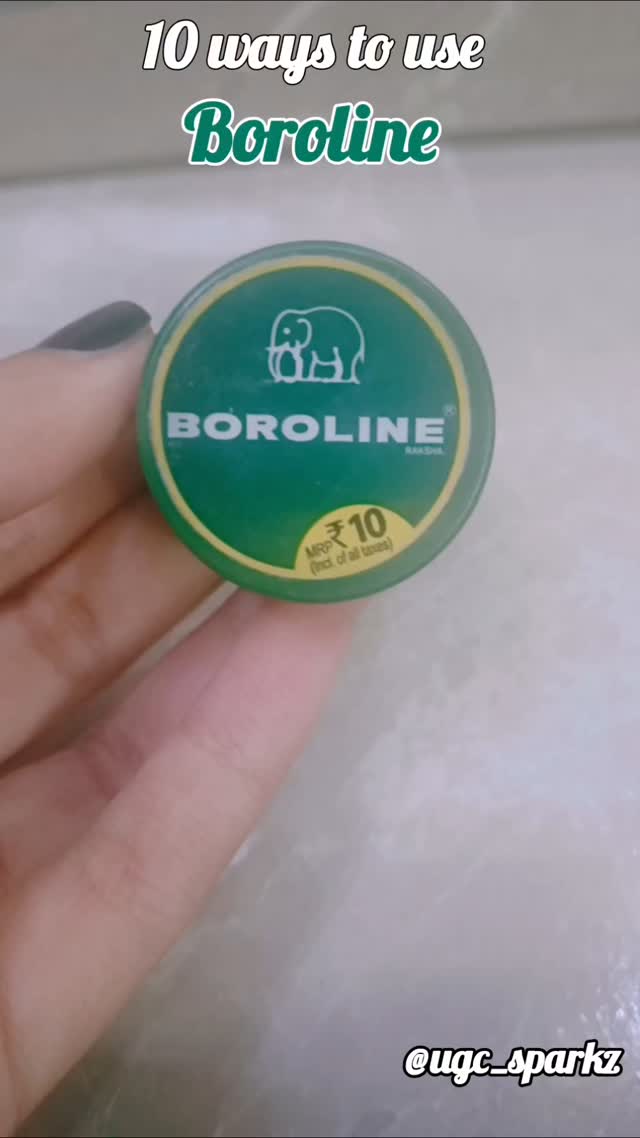 10 ways to use
Boroline
BOROLINE®
RAKSHA
MRP ₹10
(Incl. of all taxes)
@ugc_sparkz